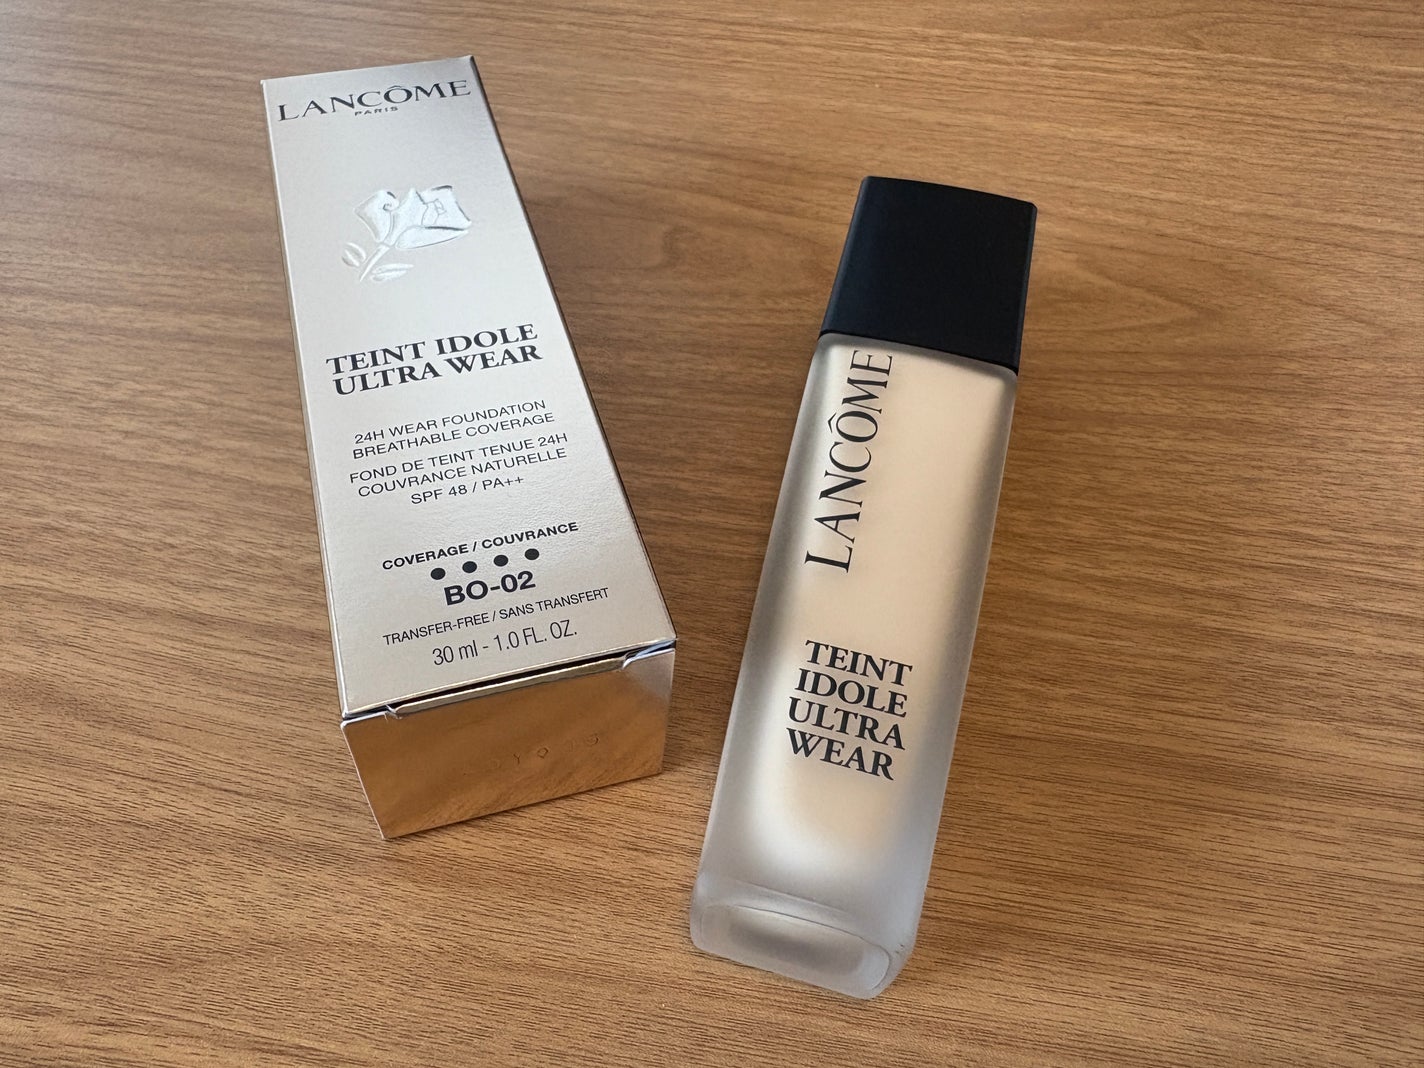 LANCÔME
PARIS
TEINT IDOLE
ULTRA WEAR
24H WEAR FOUNDATION
BREATHABLE COVERAGE
FOND DE TEINT TENUE 24H
COUVRANCE NATURELLE
SPF 48 / PA++
COVERAGE / COUVRANCE
BO-02
TRANSFER-FREE / SANS TRANSFERT
30 ml - 1.0 FL. OZ.
LANCÔME
TEINT
IDOLE
ULTRA
WEAR